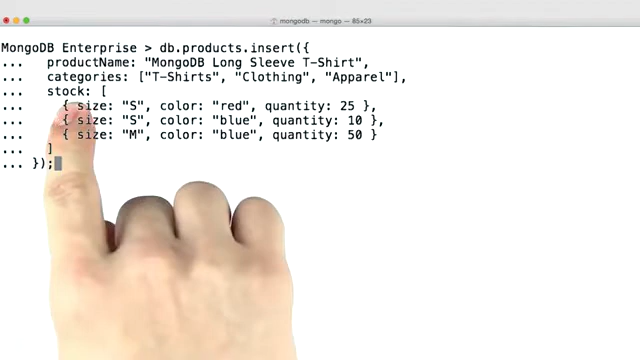 mongodb — mongo — 85×23
MongoDB Enterprise > db.products.insert({
... productName: "MongoDB Long Sleeve T-Shirt",
... categories: ["T-Shirts", "Clothing", "Apparel"],
... stock: [
... { size: "S", color: "red", quantity: 25 },
... { size: "S", color: "blue", quantity: 10 },
... { size: "M", color: "blue", quantity: 50 }
... ]
... });